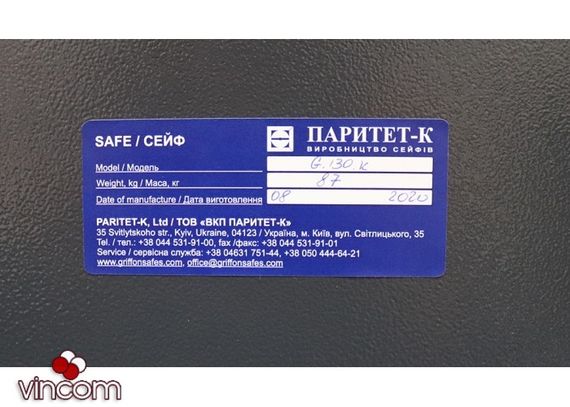 SAFE / СЕЙФ
ПАРИТЕТ-К
ВИРОБНИЦТВО СЕЙФІВ
Model / Модель G.130.K
Weight, kg / Маса, кг 87
Date of manufacture / Дата виготовлення 08 2020
PARITET-K, Ltd / ТОВ «ВКП ПАРИТЕТ-К»
35 Svitlytskoho str., Kyiv, Ukraine, 04123 / Україна, м. Київ, вул. Світлицького, 35
Tel. / тел.: +38 044 531-91-00, fax /факс: +38 044 531-91-01
Service / сервісна служба: +38 04631 751-44, +38 050 444-64-21
www.griffonsafes.com, office@griffonsafes.com
vincom